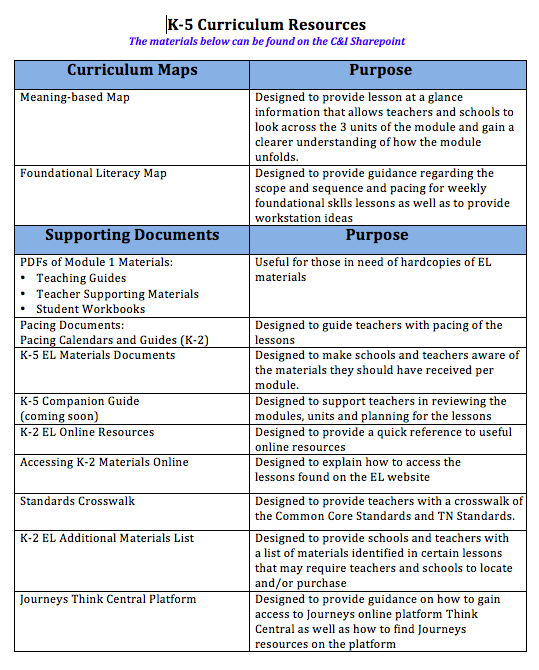 K-5 Curriculum Resources
The materials below can be found on the C&I Sharepoint
Curriculum Maps
Purpose
Meaning-based Map
Designed to provide lesson at a glance
information that allows teachers and schools to
look across the 3 units of the module and gain a
clearer understanding of how the module
unfolds.
Foundational Literacy Map
Designed to provide guidance regarding the
scope and sequence and pacing for weekly
foundational sklls lessons as well as to provide
workstation ideas
Supporting Documents
Purpose
PDFs of Module 1 Materials:
• Teaching Guides
• Teacher Supporting Materials
• Student Workbooks
Useful for those in need of hardcopies of EL
materials
Pacing Documents:
Pacing Calendars and Guides (K-2)
Designed to guide teachers with pacing of the
lessons
K-5 EL Materials Documents
Designed to make schools and teachers aware of
the materials they should have received per
module.
K-5 Companion Guide
(coming soon)
Designed to support teachers in reviewing the
modules, units and planning for the lessons
K-2 EL Online Resources
Designed to provide a quick reference to useful
online resources
Accessing K-2 Materials Online
Designed to explain how to access the
lessons found on the EL website
Standards Crosswalk
Designed to provide teachers with a crosswalk of
the Common Core Standards and TN Standards.
K-2 EL Additional Materials List
Designed to provide schools and teachers with
a list of materials identified in certain lessons
that may require teachers and schools to locate
and/or purchase
Journeys Think Central Platform
Designed to provide guidance on how to gain
access to Journeys online platform Think
Central as well as how to find Journeys
resources on the platform